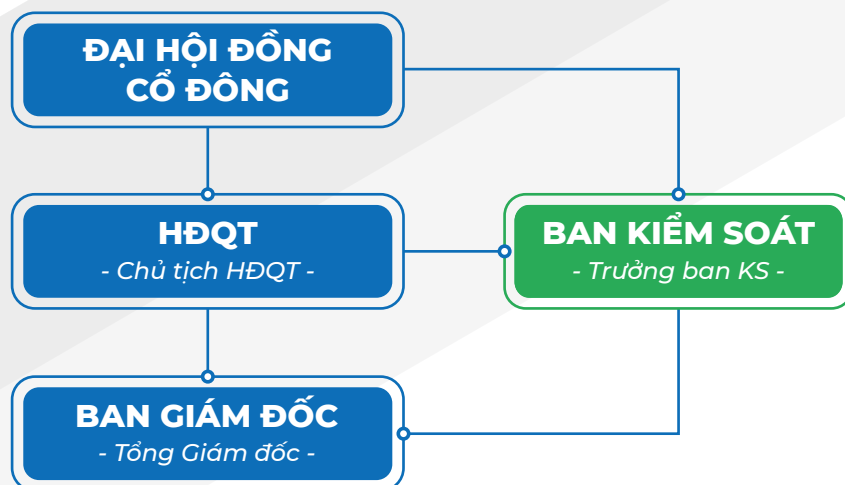 ĐẠI HỘI ĐỒNG
CỔ ĐÔNG
HĐQT
- Chủ tịch HĐQT -
BAN KIỂM SOÁT
- Trưởng ban KS -
BAN GIÁM ĐỐC
- Tổng Giám đốc -